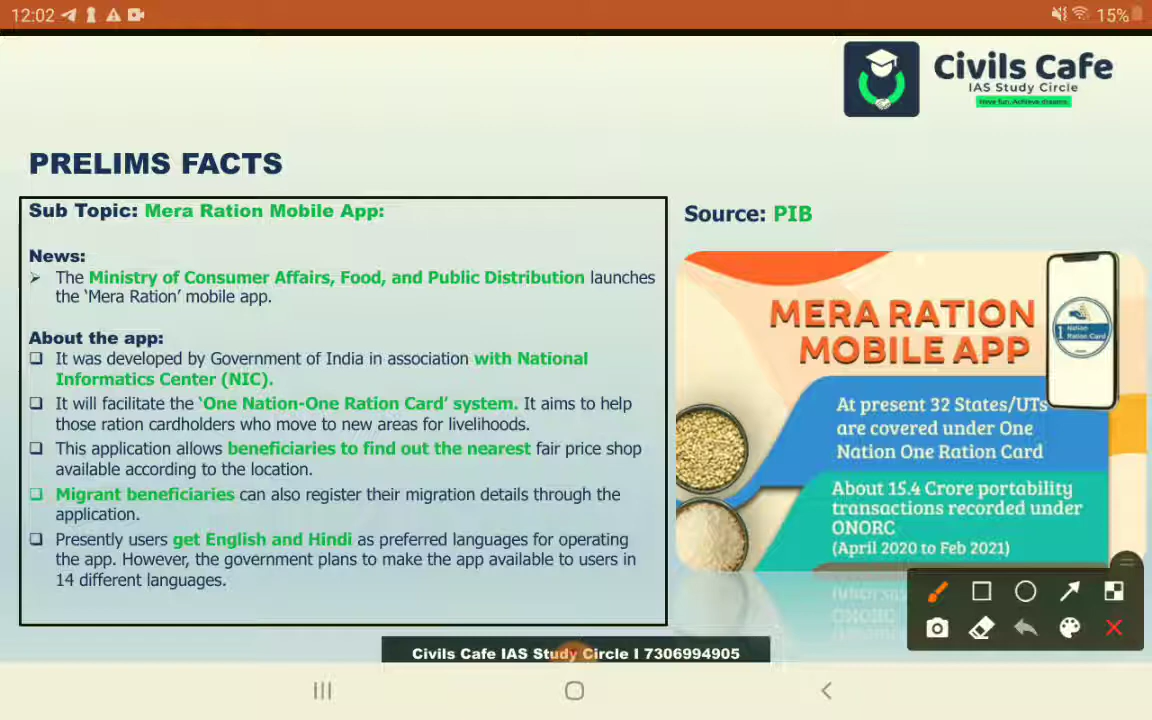 12:02
15%
Civils Cafe
IAS Study Circle
Have fun, Achieve dreams.
PRELIMS FACTS
Sub Topic: Mera Ration Mobile App:
News:
The Ministry of Consumer Affairs, Food, and Public Distribution launches
the ‘Mera Ration’ mobile app.
About the app:
It was developed by Government of India in association with National
Informatics Center (NIC).
It will facilitate the ‘One Nation-One Ration Card’ system. It aims to help
those ration cardholders who move to new areas for livelihoods.
This application allows beneficiaries to find out the nearest fair price shop
available according to the location.
Migrant beneficiaries can also register their migration details through the
application.
Presently users get English and Hindi as preferred languages for operating
the app. However, the government plans to make the app available to users in
14 different languages.
Source: PIB
MERA RATION
MOBILE APP
1 Nation
Ration Card
At present 32 States/UTs
are covered under One
Nation One Ration Card
About 15.4 Crore portability
transactions recorded under
ONORC
(April 2020 to Feb 2021)
Civils Cafe IAS Study Circle I 7306994905